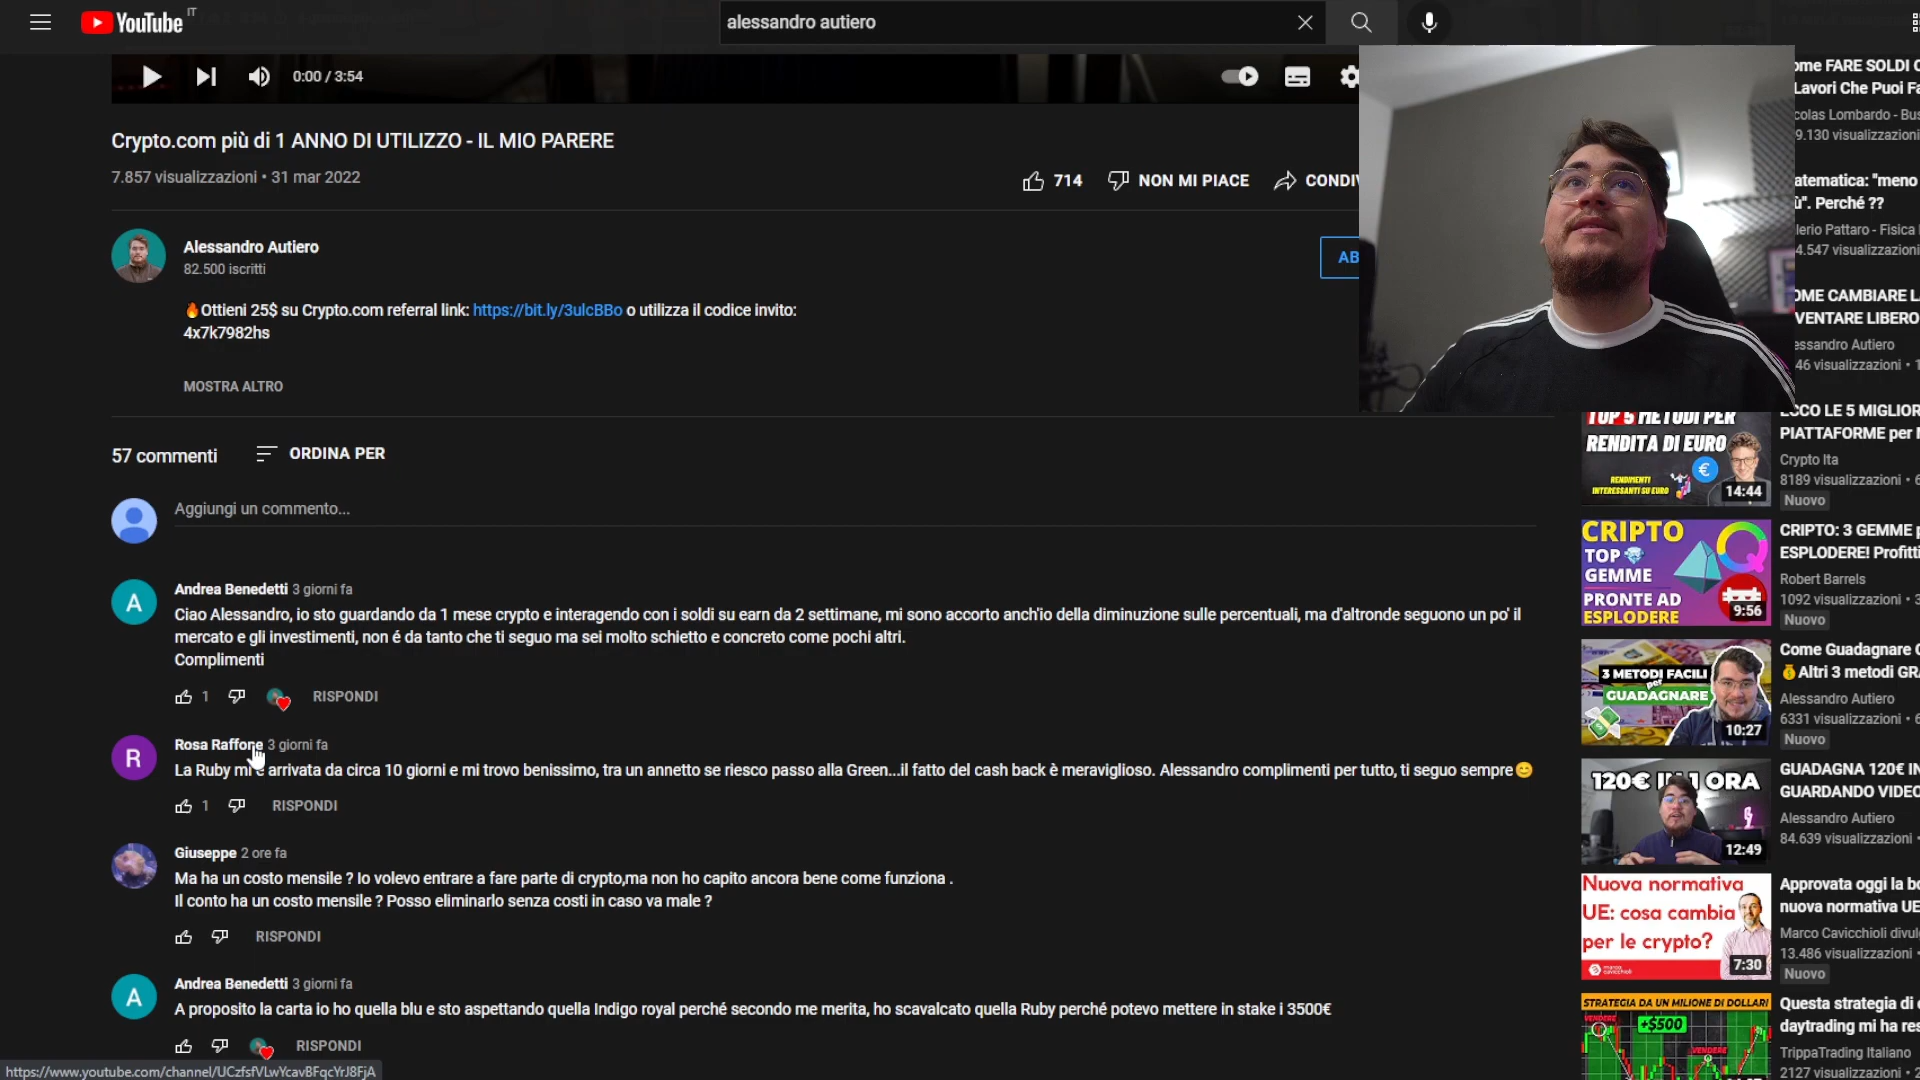 YouTube IT
alessandro autiero
0:00 / 3:54
Crypto.com più di 1 ANNO DI UTILIZZO - IL MIO PARERE
7.857 visualizzazioni • 31 mar 2022
714
NON MI PIACE
Alessandro Autiero
82.500 iscritti
🔥Ottieni 25$ su Crypto.com referral link: https://bit.ly/3ulcBBo o utilizza il codice invito:
4x7k7982hs
MOSTRA ALTRO
57 commenti
ORDINA PER
Aggiungi un commento...
Andrea Benedetti 3 giorni fa
Ciao Alessandro, io sto guardando da 1 mese crypto e interagendo con i soldi su earn da 2 settimane, mi sono accorto anch'io della diminuzione sulle percentuali, ma d'altronde seguono un po' il
mercato e gli investimenti, non é da tanto che ti seguo ma sei molto schietto e concreto come pochi altri.
Complimenti
1
RISPONDI
Rosa Raffone 3 giorni fa
La Ruby mi è arrivata da circa 10 giorni e mi trovo benissimo, tra un annetto se riesco passo alla Green...il fatto del cash back è meraviglioso. Alessandro complimenti per tutto, ti seguo sempre😊
1
RISPONDI
Giuseppe 2 ore fa
Ma ha un costo mensile ? Io volevo entrare a fare parte di crypto,ma non ho capito ancora bene come funziona .
Il conto ha un costo mensile ? Posso eliminarlo senza costi in caso va male ?
RISPONDI
Andrea Benedetti 3 giorni fa
A proposito la carta io ho quella blu e sto aspettando quella Indigo royal perché secondo me merita, ho scavalcato quella Ruby perché potevo mettere in stake i 3500€
RISPONDI
https://www.youtube.com/channel/UCzfsfVLwYcavBFqcYrJ8FjA
FARE SOLDI
Lavori Che Puoi
Lombardo -
9.130 visualizzazioni
"meno
Perché ??
Pattaro - Fisica
4.547 visualizzazioni
CAMBIARE
LIBERO
Autiero
46 visualizzazioni •
TOP 5 METODI PER
RENDITA DI EURO
RENDIMENTI
INTERESSANTI SU EURO
14:44
LE 5 MIGLIOR
PIATTAFORME per
Crypto Ita
8189 visualizzazioni •
Nuovo
CRIPTO
TOP
GEMME
PRONTE AD
ESPLODERE
9:56
CRIPTO: 3 GEMME
ESPLODERE! Profitti
Robert Barrels
1092 visualizzazioni •
Nuovo
3 METODI FACILI
per
GUADAGNARE
10:27
Come Guadagnare
💰Altri 3 metodi
Alessandro Autiero
6331 visualizzazioni •
Nuovo
120€ IN 1 ORA
12:49
GUADAGNA 120€ IN
GUARDANDO VIDEO
Alessandro Autiero
84.639 visualizzazioni •
Nuova normativa
UE: cosa cambia
per le crypto?
7:30
Approvata oggi la
nuova normativa UE
Marco Cavicchioli
13.486 visualizzazioni •
Nuovo
STRATEGIA DA UN MILIONE DI DOLLARI
VENDERE
+$500
VENDERE
Questa strategia di
daytrading mi ha
TrippaTrading Italiano
2127 visualizzazioni •